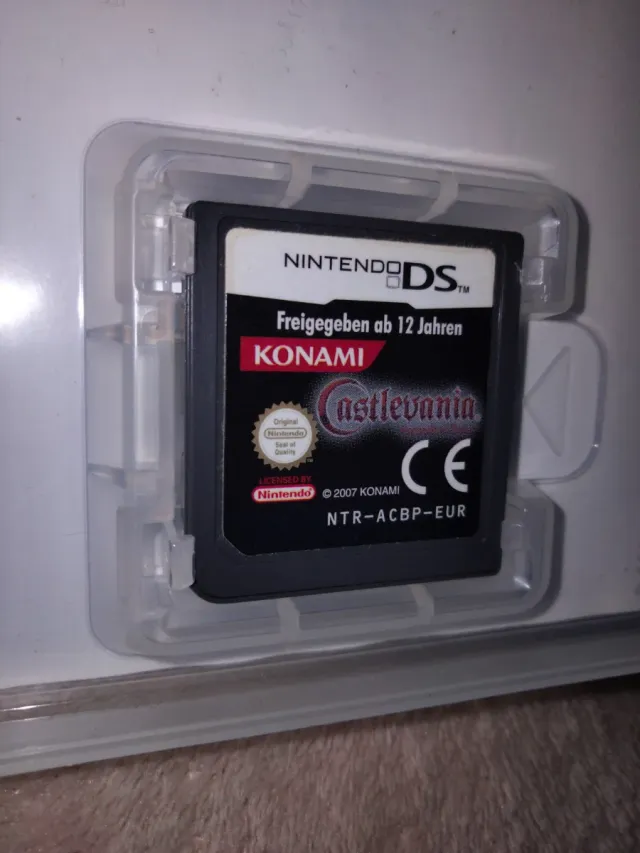 NINTENDO DS™
Freigegeben ab 12 Jahren
KONAMI
Castlevania
Original
Nintendo
Seal of
Quality
LICENSED BY
Nintendo
© 2007 KONAMI
CE
NTR-ACBP-EUR